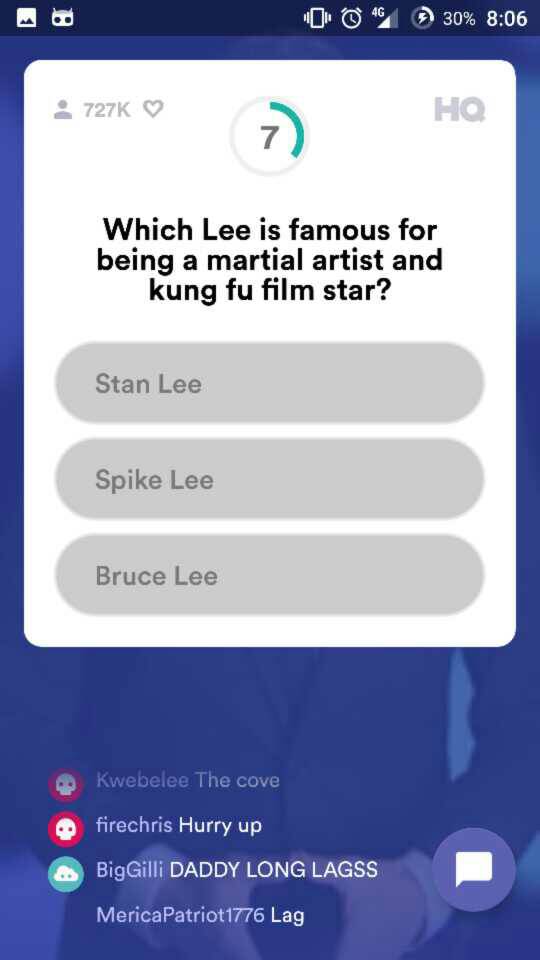 4G 30% 8:06
727K 7 HQ
Which Lee is famous for
being a martial artist and
kung fu film star?
Stan Lee
Spike Lee
Bruce Lee
Kwebelee The cove
firechris Hurry up
BigGilli DADDY LONG LAGSS
MericaPatriot1776 Lag